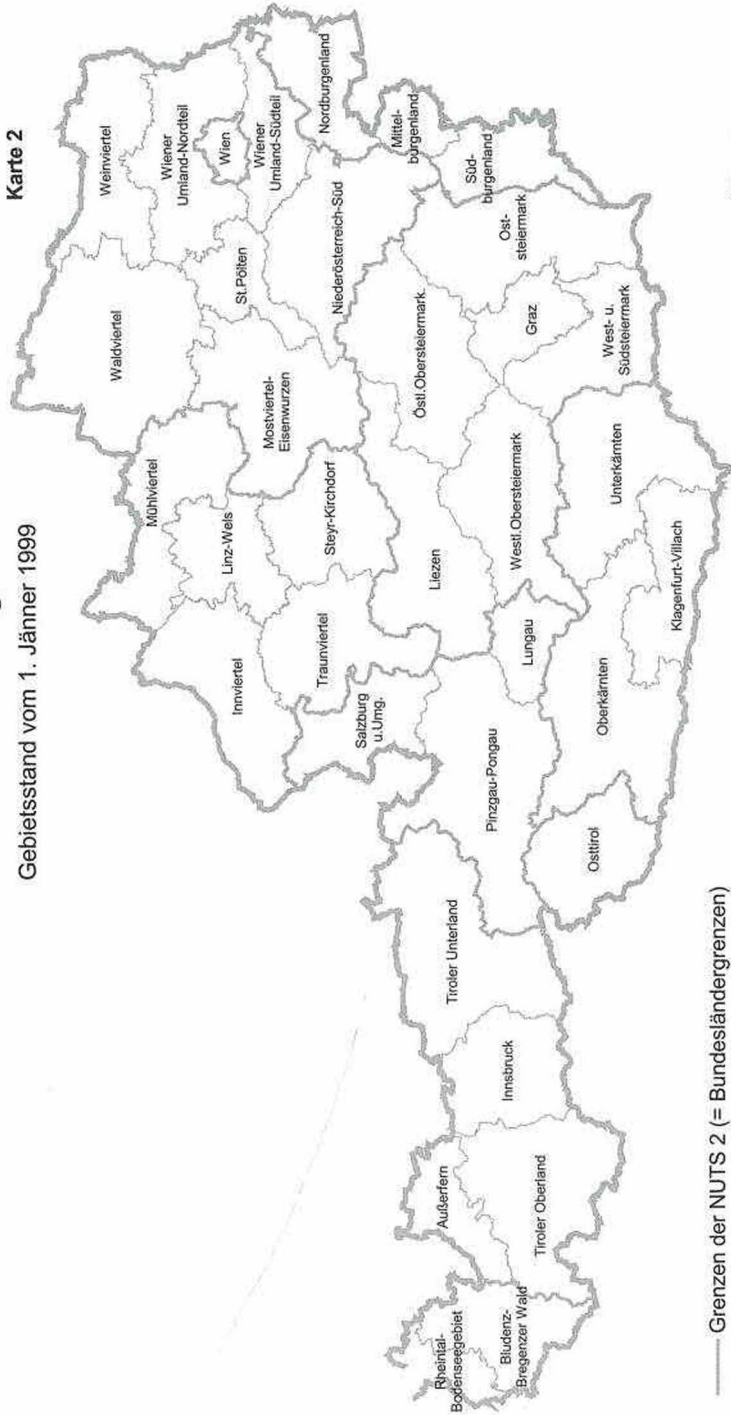 Karte 2
Gebietsstand vom 1. Jänner 1999
Waldviertel
Weinviertel
Mühlviertel
Wiener
Umland-Nordteil
Wien
Wiener
Umland-Südteil
St.Pölten
Innviertel
Linz-Wels
Mostviertel-
Eisenwurzen
Nordburgenland
Niederösterreich-Süd
Traunviertel
Steyr-Kirchdorf
Salzburg
u.Umg.
Mittel-
burgenland
Östl.Obersteiermark
Liezen
Süd-
burgenland
Ost-
steiermark
Tiroler Unterland
Pinzgau-Pongau
Lungau
Westl.Obersteiermark
Graz
Außerfern
Innsbruck
Rheintal-
Bodenseegebiet
Bludenz-
Bregenzer Wald
Tiroler Oberland
Osttirol
Oberkärnten
Unterkärnten
West- u.
Südsteiermark
Klagenfurt-Villach
Grenzen der NUTS 2 (= Bundesländergrenzen)